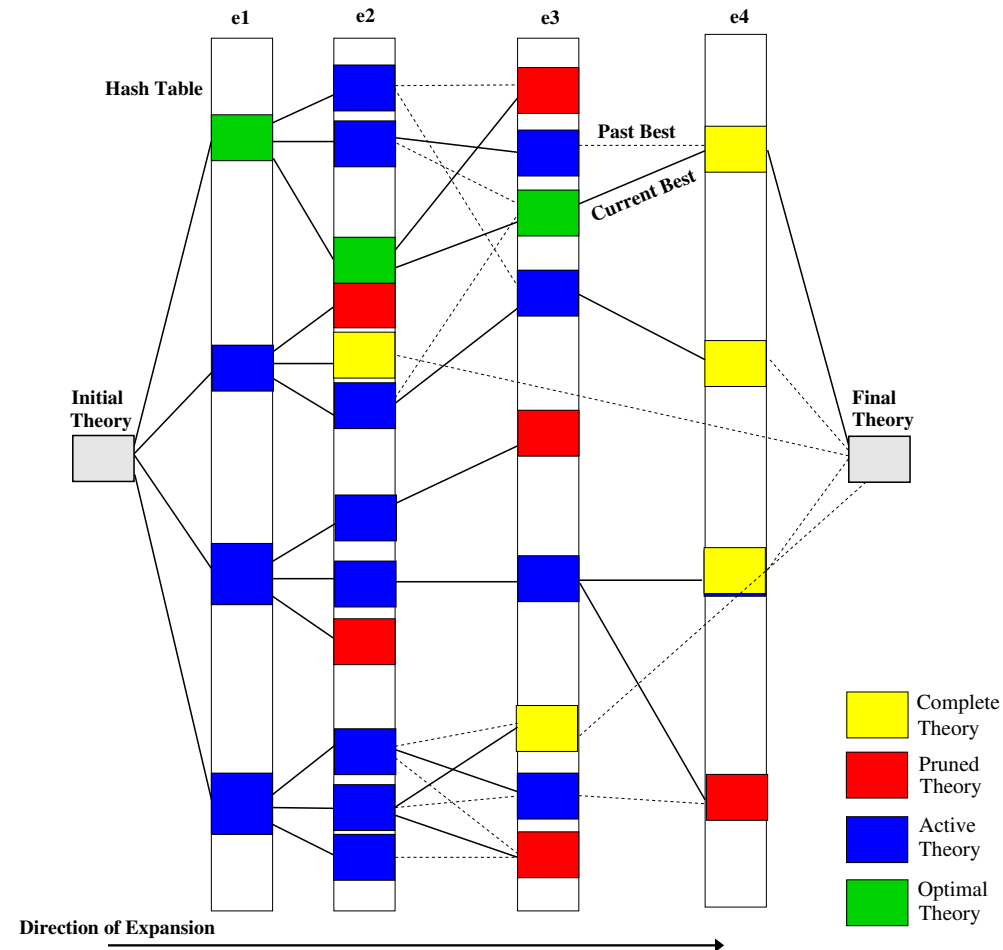 e1
e2
e3
e4
Hash Table
Past Best
Current Best
Initial
Theory
Final
Theory
Complete
Theory
Pruned
Theory
Active
Theory
Optimal
Theory
Direction of Expansion